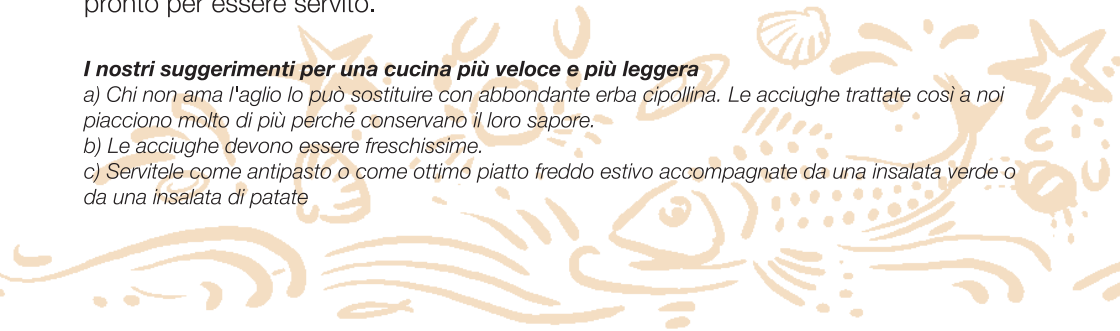 pronto per essere servito.
I nostri suggerimenti per una cucina più veloce e più leggera
a) Chi non ama l'aglio lo può sostituire con abbondante erba cipollina. Le acciughe trattate così a noi
piacciono molto di più perché conservano il loro sapore.
b) Le acciughe devono essere freschissime.
c) Servitele come antipasto o come ottimo piatto freddo estivo accompagnate da una insalata verde o
da una insalata di patate